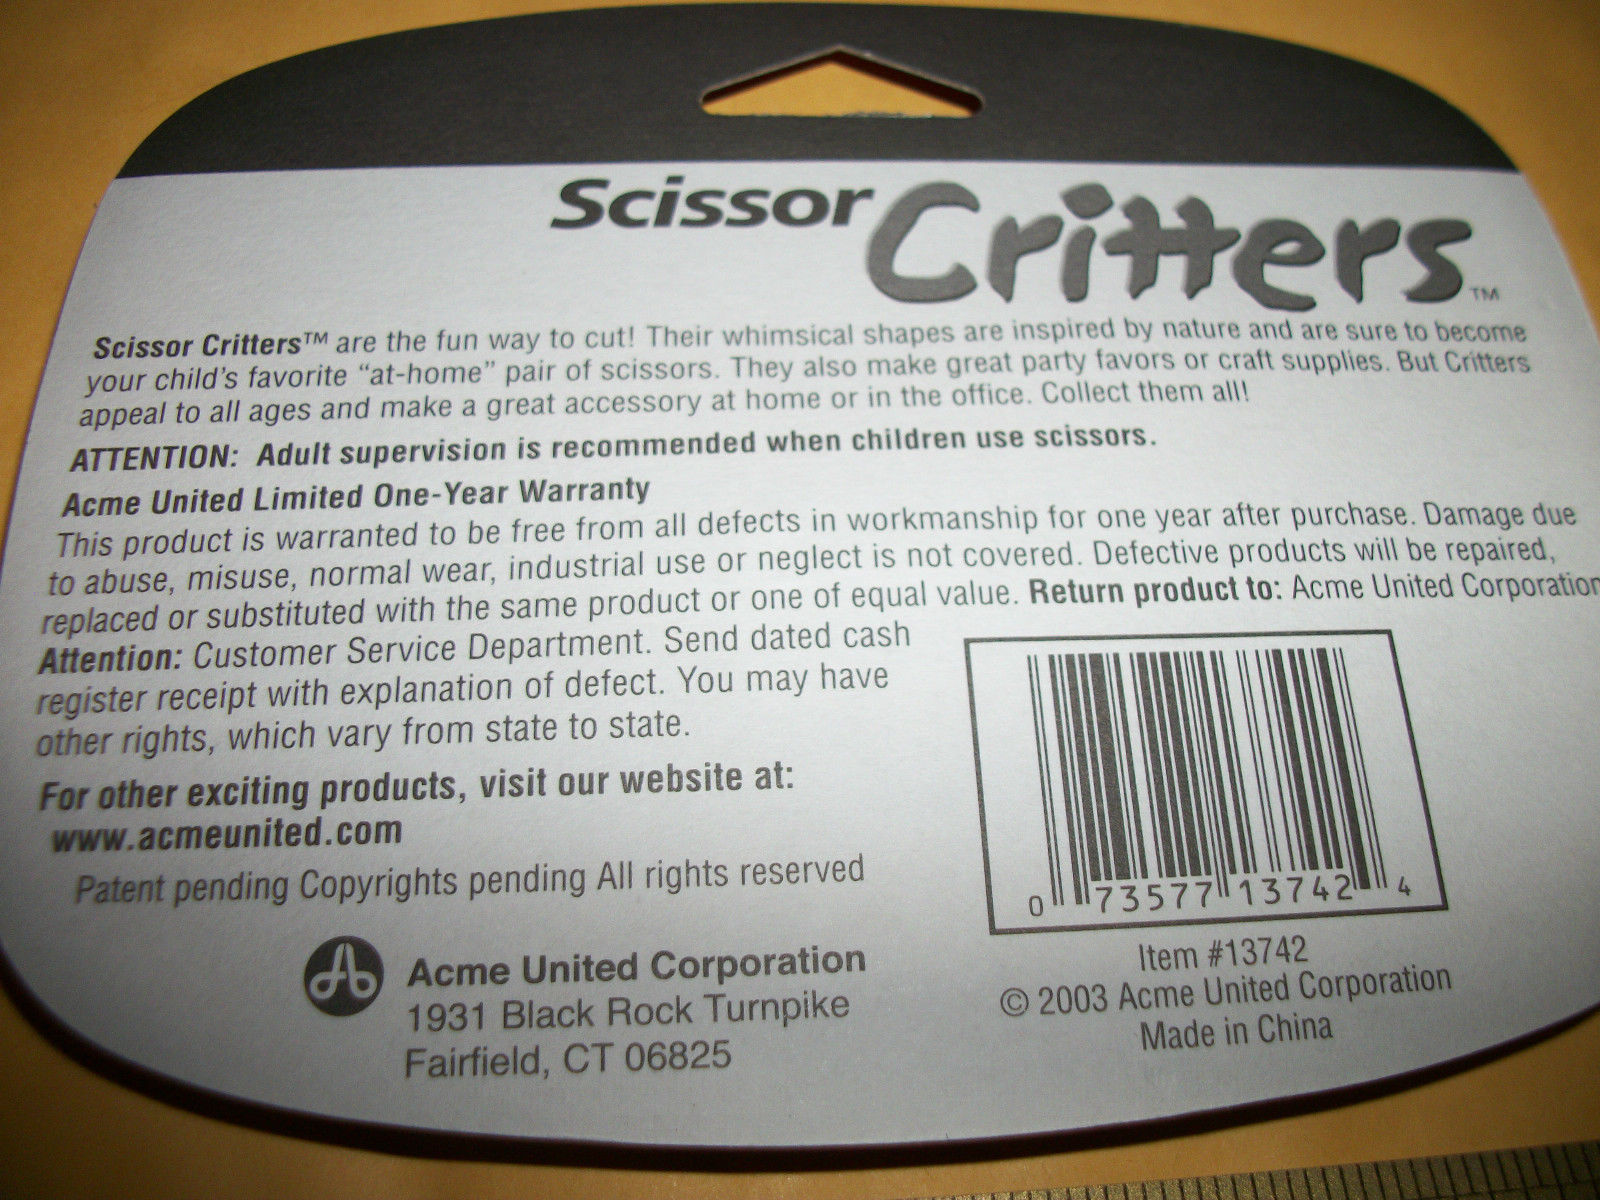 Scissor Critters™
Scissor Critters™ are the fun way to cut! Their whimsical shapes are inspired by nature and are sure to become
your child's favorite “at-home” pair of scissors. They also make great party favors or craft supplies. But Critters
appeal to all ages and make a great accessory at home or in the office. Collect them all!
ATTENTION: Adult supervision is recommended when children use scissors.
Acme United Limited One-Year Warranty
This product is warranted to be free from all defects in workmanship for one year after purchase. Damage due
to abuse, misuse, normal wear, industrial use or neglect is not covered. Defective products will be repaired,
replaced or substituted with the same product or one of equal value. Return product to: Acme United Corporation
Attention: Customer Service Department. Send dated cash
register receipt with explanation of defect. You may have
other rights, which vary from state to state.
For other exciting products, visit our website at:
www.acmeunited.com
Patent pending Copyrights pending All rights reserved
Acme United Corporation
1931 Black Rock Turnpike
Fairfield, CT 06825
0 73577 13742 4
Item #13742
© 2003 Acme United Corporation
Made in China